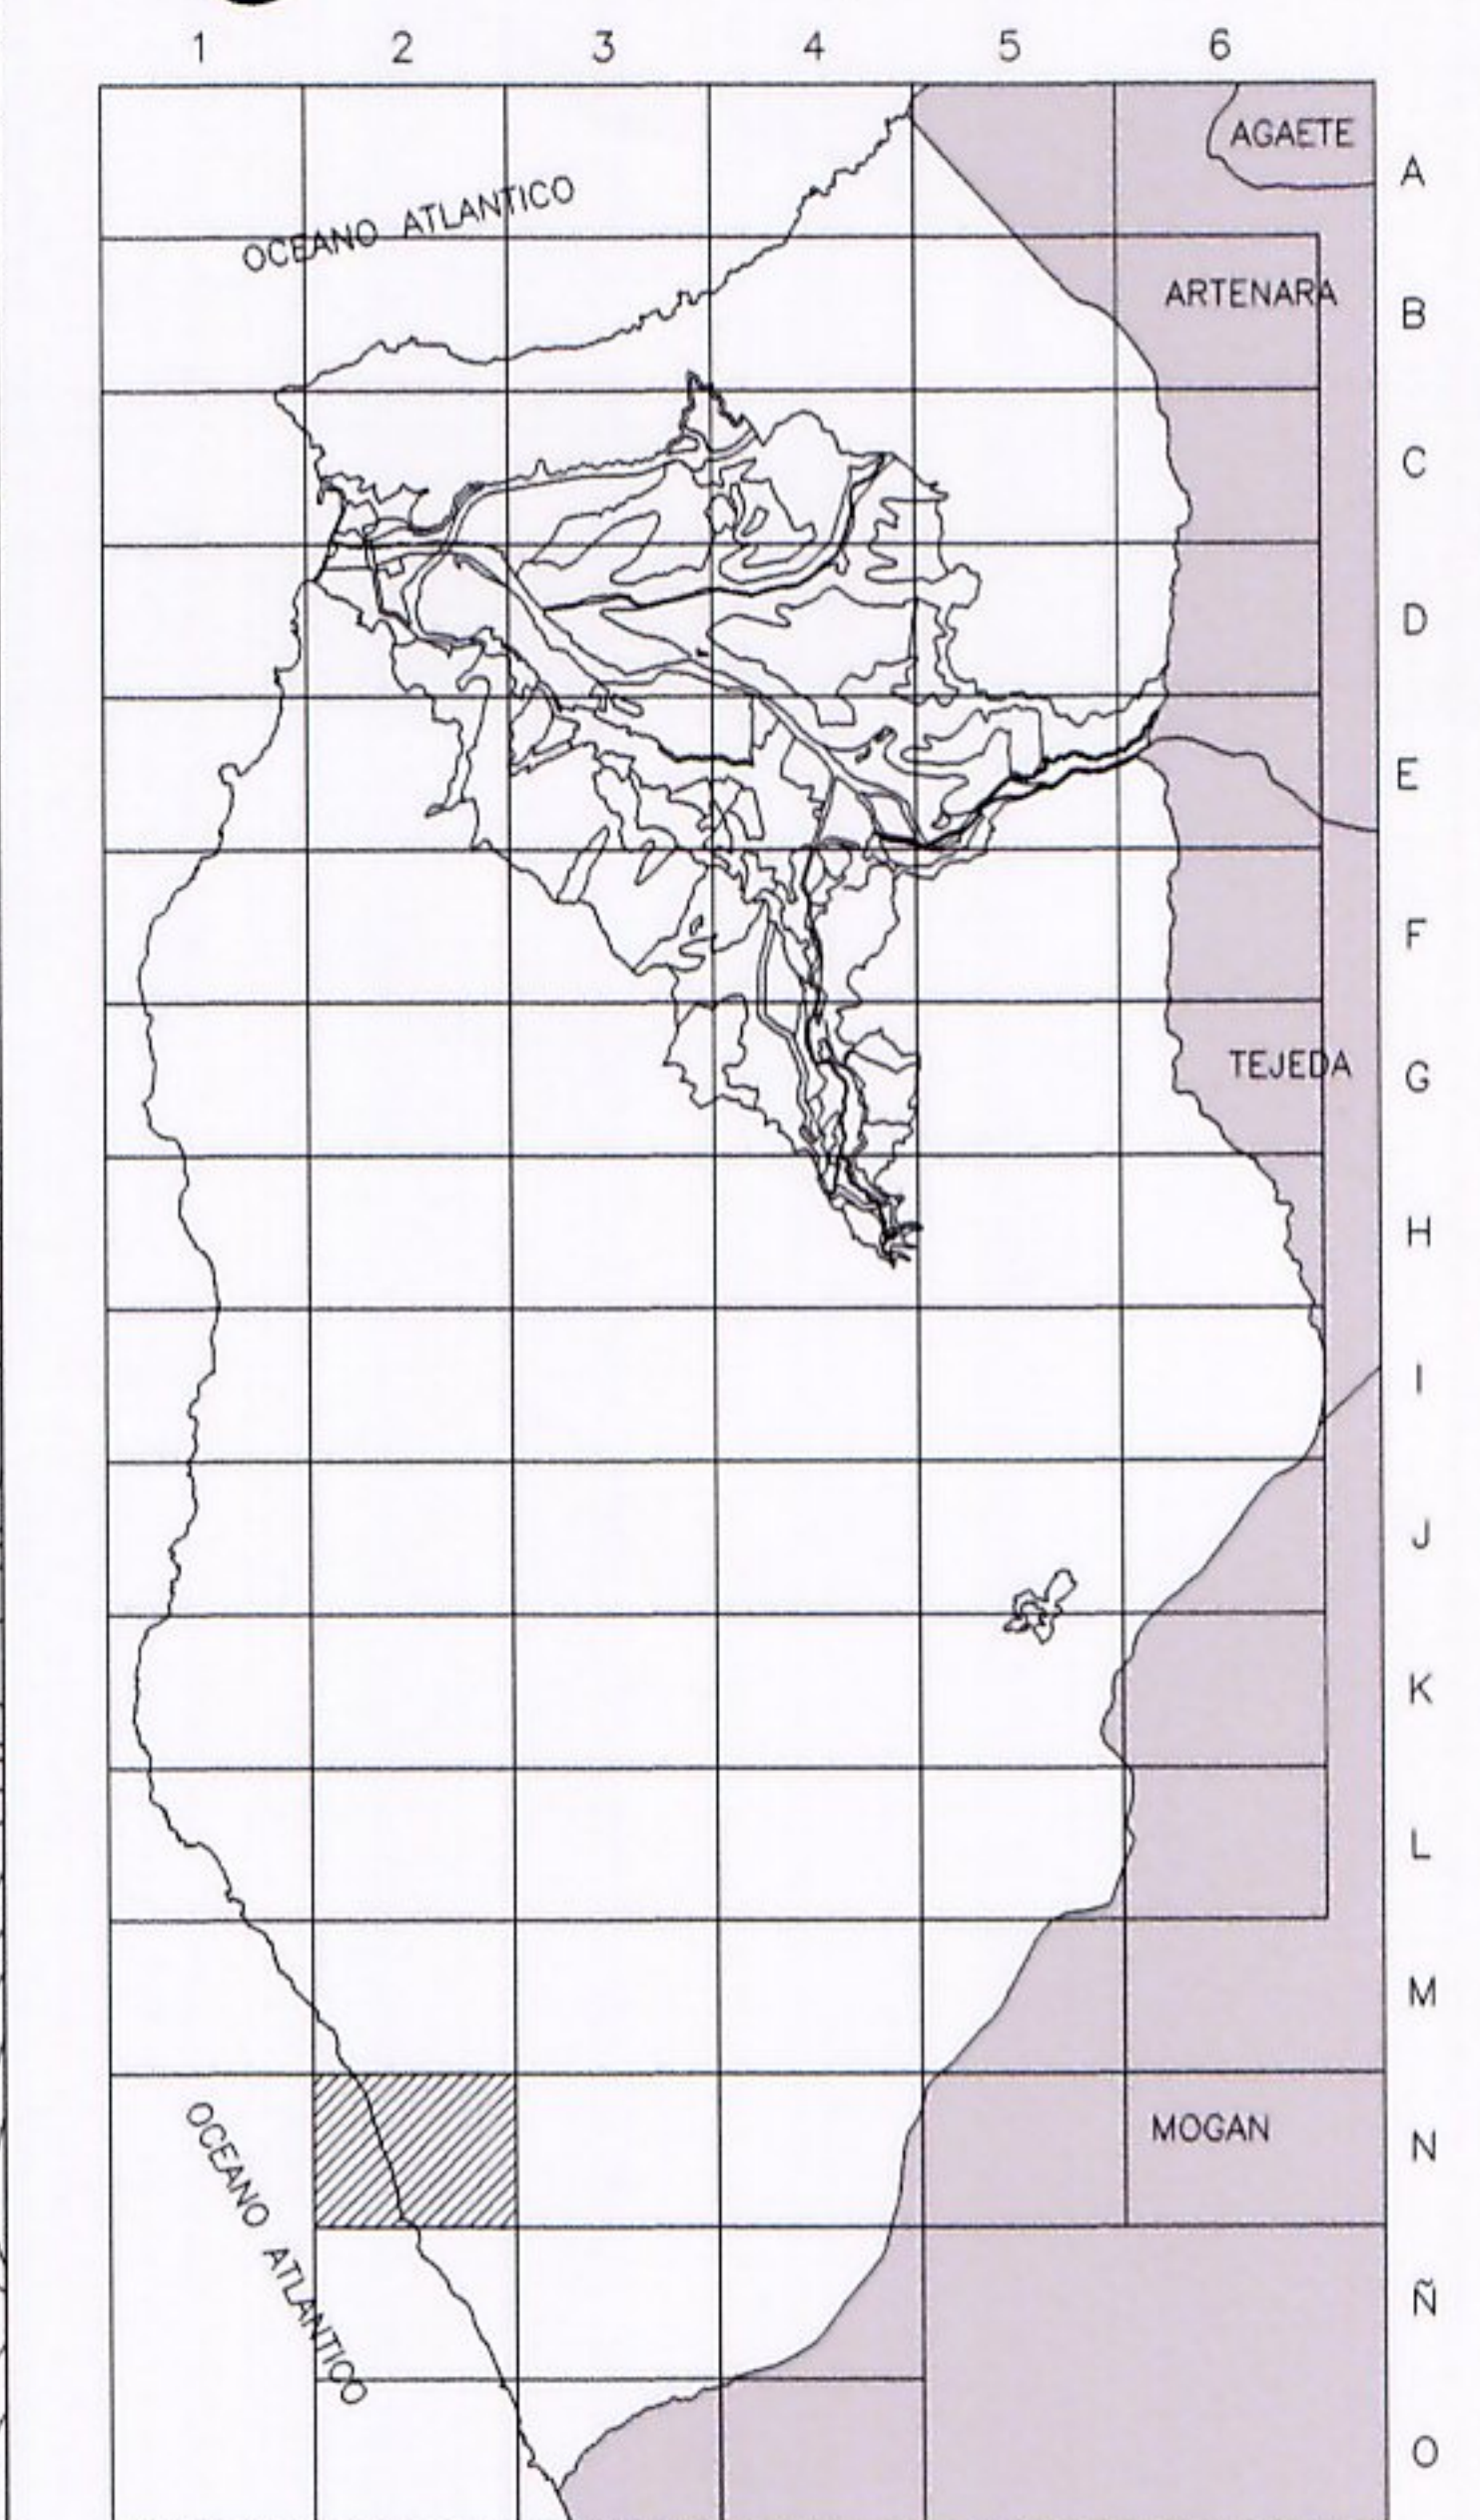 1 2 3 4 5 6
AGAETE
A
OCEANO ATLANTICO
ARTENARA
B
C
D
E
F
TEJEDA
G
H
I
J
K
L
M
MOGAN
N
OCEANO ATLANTICO
Ñ
O